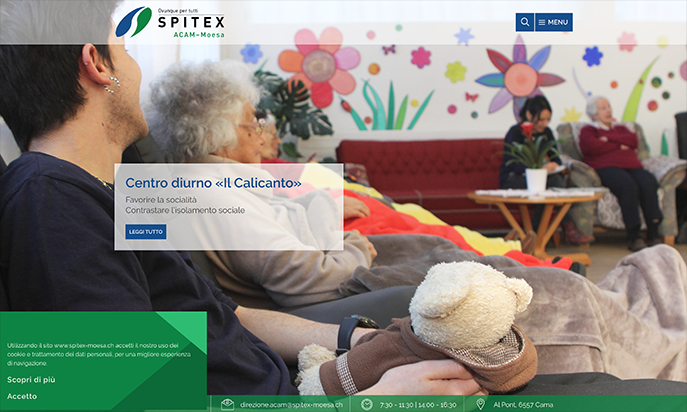 Ovunque per tutti
SPITEX
ACAM–Moesa
MENU
Centro diurno «Il Calicanto»
Favorire la socialità
Contrastare l'isolamento sociale
LEGGI TUTTO
Utilizzando il sito www.spitex-moesa.ch accetti il nostro uso dei
cookie e trattamento dei dati personali, per una migliore esperienza
di navigazione.
Scopri di più
Accetto
direzione.acam@spitex-moesa.ch
7:30 - 11:30 | 14:00 - 16:30
Al Pont, 6557 Cama